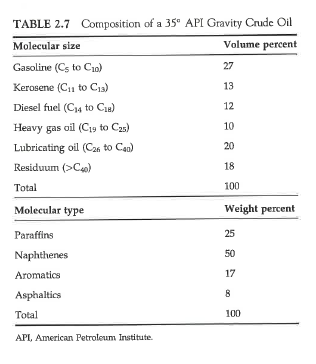 TABLE 2.7 Composition of a 35° API Gravity Crude Oil
Molecular size Volume percent
Gasoline (C5 to C10) 27
Kerosene (C11 to C13) 13
Diesel fuel (C14 to C18) 12
Heavy gas oil (C19 to C25) 10
Lubricating oil (C26 to C40) 20
Residuum (>C40) 18
Total 100
Molecular type Weight percent
Paraffins 25
Naphthenes 50
Aromatics 17
Asphaltics 8
Total 100
API, American Petroleum Institute.